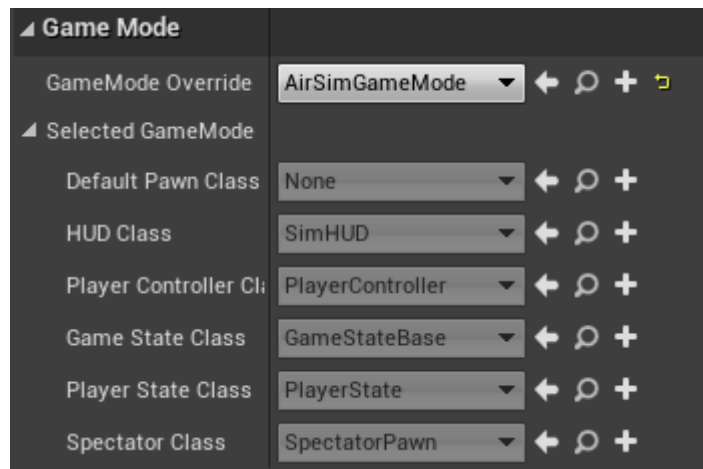 Game Mode
GameMode Override AirSimGameMode
Selected GameMode
Default Pawn Class None
HUD Class SimHUD
Player Controller Cla PlayerController
Game State Class GameStateBase
Player State Class PlayerState
Spectator Class SpectatorPawn